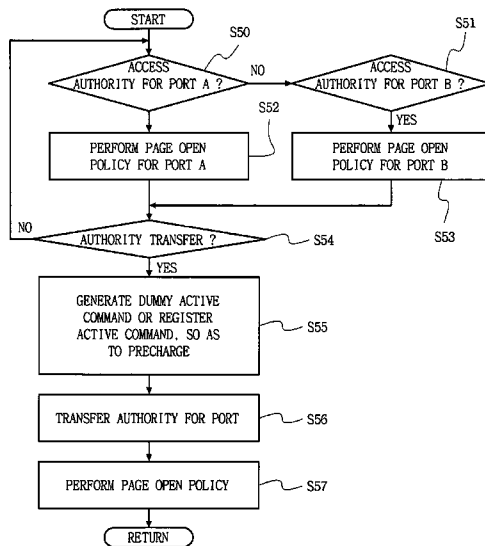 START
S50
ACCESS
AUTHORITY FOR PORT A ?
NO
S51
ACCESS
AUTHORITY FOR PORT B ?
YES
S52
PERFORM PAGE OPEN
POLICY FOR PORT A
PERFORM PAGE OPEN
POLICY FOR PORT B
S53
NO
AUTHORITY TRANSFER ?
S54
YES
GENERATE DUMMY ACTIVE
COMMAND OR REGISTER
ACTIVE COMMAND, SO AS
TO PRECHARGE
S55
TRANSFER AUTHORITY FOR PORT
S56
PERFORM PAGE OPEN POLICY
S57
RETURN